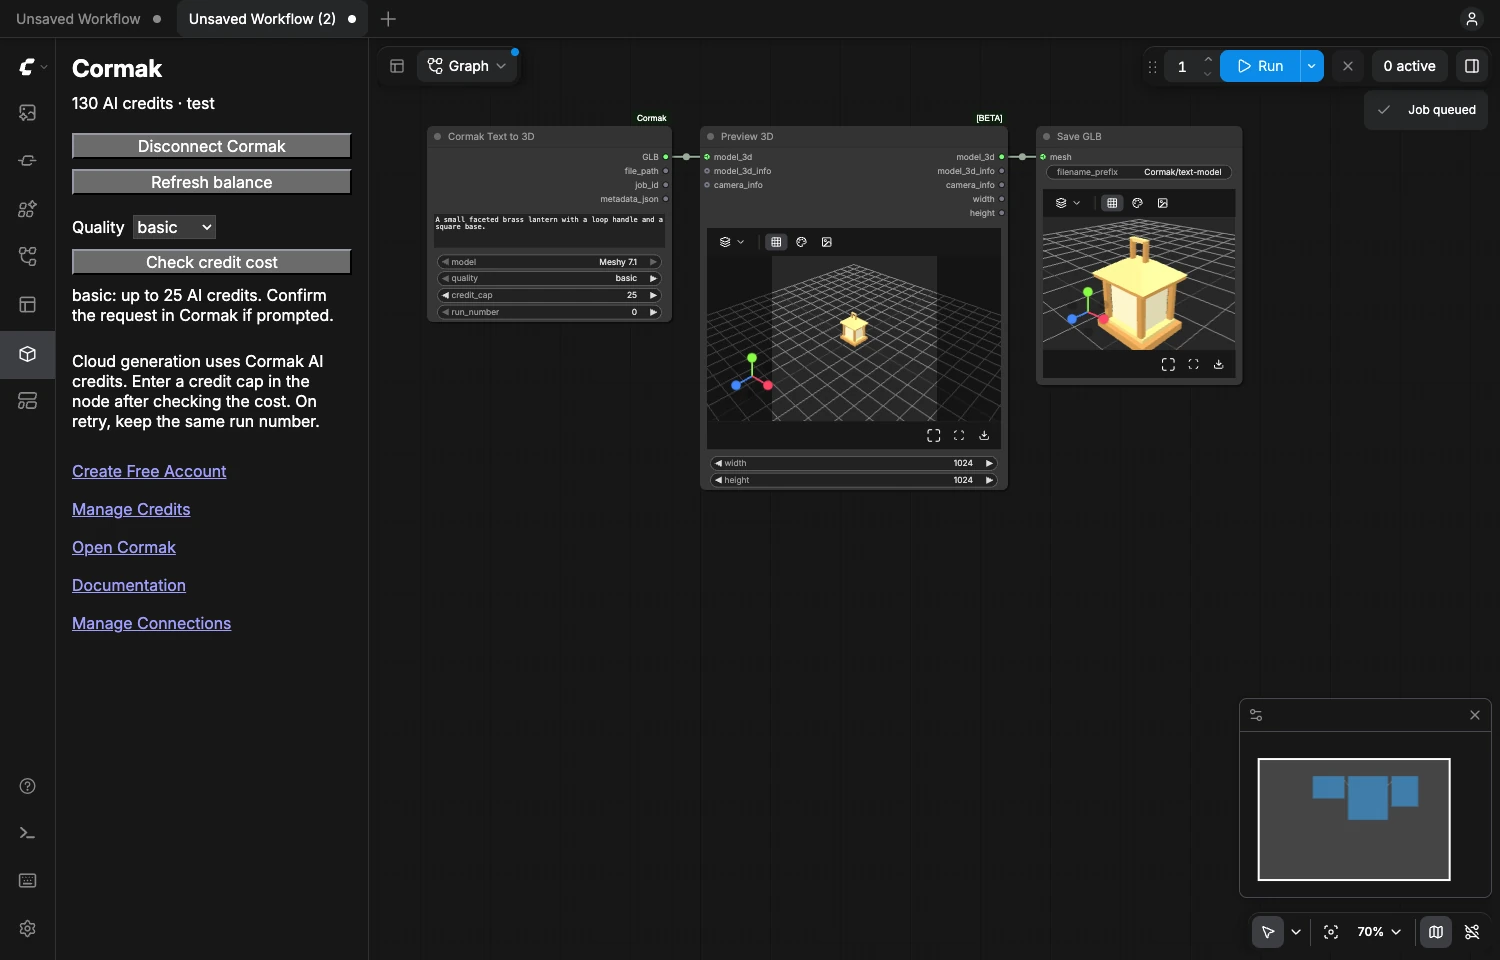 Unsaved Workflow
Unsaved Workflow (2)
Cormak
130 AI credits · test
Disconnect Cormak
Refresh balance
Quality basic
Check credit cost
basic: up to 25 AI credits. Confirm
the request in Cormak if prompted.
Cloud generation uses Cormak AI
credits. Enter a credit cap in the
node after checking the cost. On
retry, keep the same run number.
Create Free Account
Manage Credits
Open Cormak
Documentation
Manage Connections
Graph
1
Run
0 active
Job queued
Cormak
Cormak Text to 3D
GLB
file_path
job_id
metadata_json
A small faceted brass lantern with a loop handle and a
square base.
model Meshy 7.1
quality basic
credit_cap 25
run_number 0
[BETA]
Preview 3D
model_3d model_3d
model_3d_info model_3d_info
camera_info camera_info
width
height
width 1024
height 1024
Save GLB
mesh
filename_prefix Cormak/text-model
70%